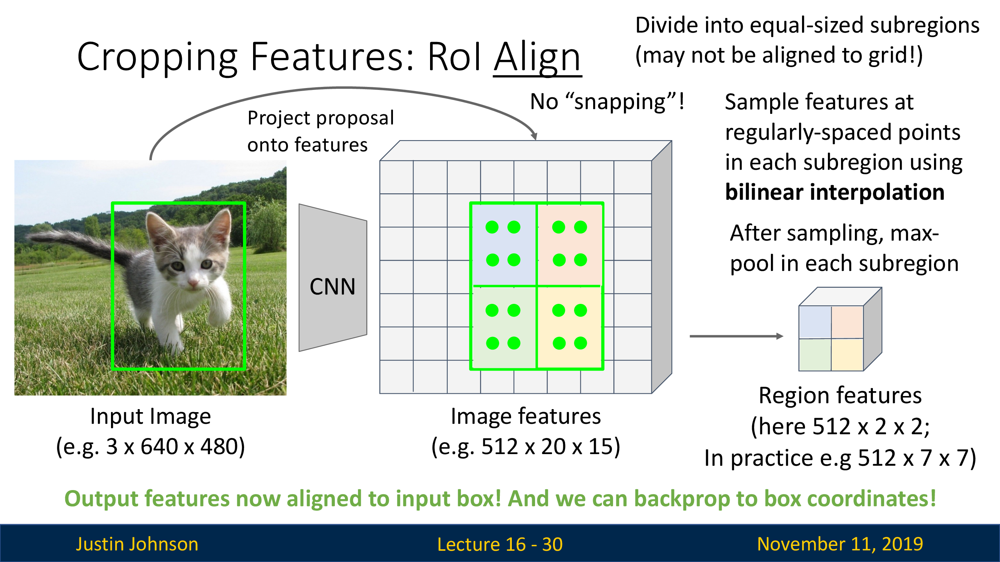 Cropping Features: RoI Align
Divide into equal-sized subregions
(may not be aligned to grid!)
No “snapping”!
Project proposal
onto features
Sample features at
regularly-spaced points
in each subregion using
bilinear interpolation
After sampling, max-
pool in each subregion
CNN
Input Image
(e.g. 3 x 640 x 480)
Image features
(e.g. 512 x 20 x 15)
Region features
(here 512 x 2 x 2;
In practice e.g 512 x 7 x 7)
Output features now aligned to input box! And we can backprop to box coordinates!
Justin Johnson
Lecture 16 - 30
November 11, 2019